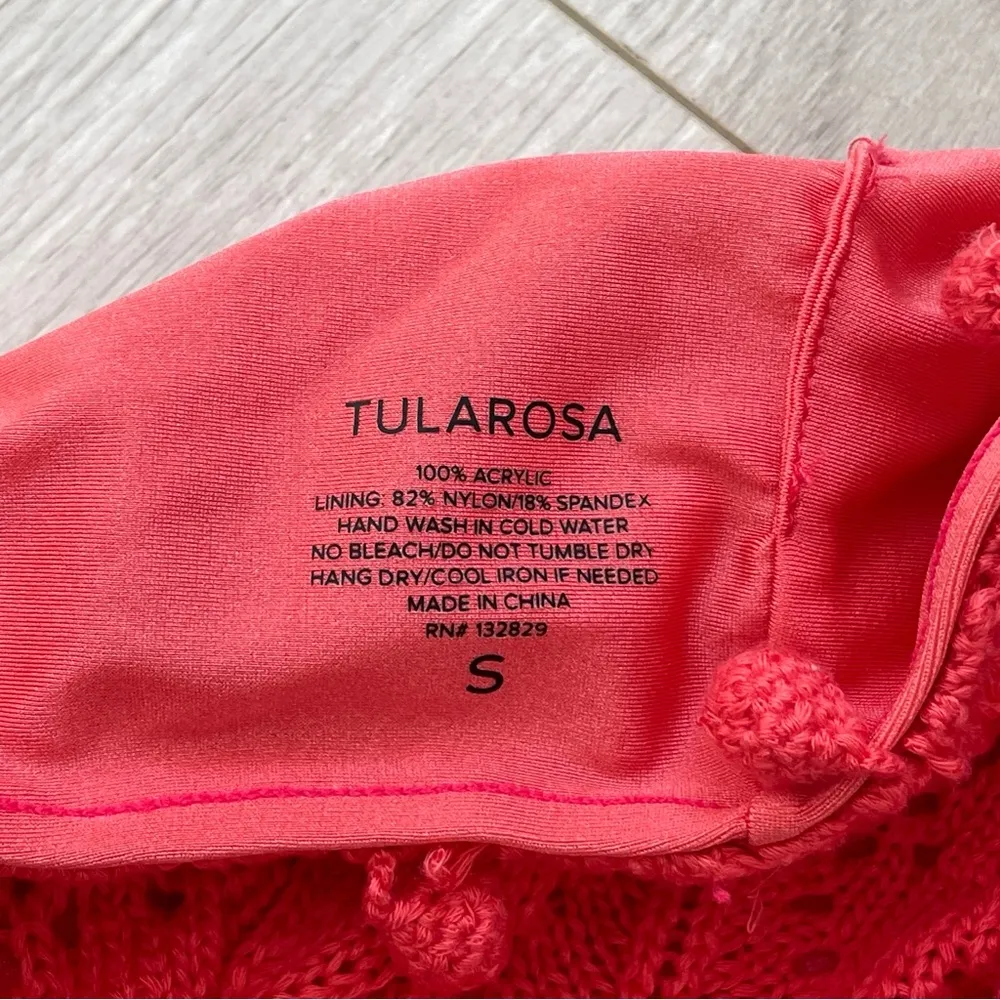 TULAROSA
100% ACRYLIC
LINING: 82% NYLON/18% SPANDEX
HAND WASH IN COLD WATER
NO BLEACH/DO NOT TUMBLE DRY
HANG DRY/COOL IRON IF NEEDED
MADE IN CHINA
RN# 132829
S